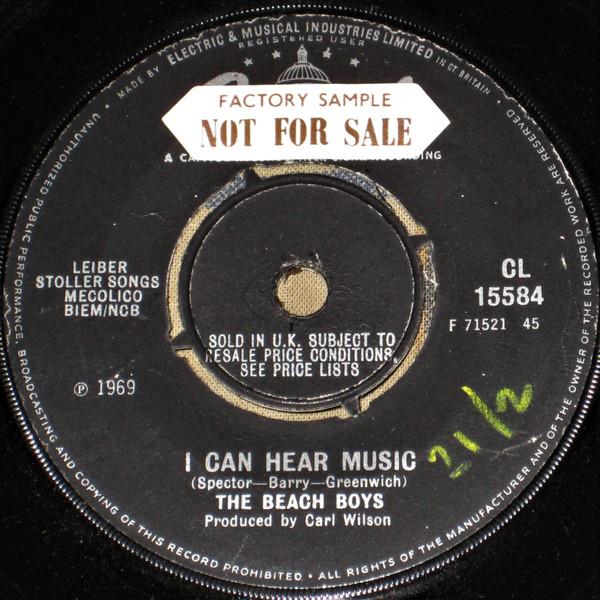 MADE BY ELECTRIC & MUSICAL INDUSTRIES LIMITED IN GT BRITAIN
REGISTERED USER
FACTORY SAMPLE
NOT FOR SALE
LEIBER
STOLLER SONGS
MECOLICO
BIEM/NCB
CL
15584
F 71521 45
SOLD IN U.K. SUBJECT TO
RESALE PRICE CONDITIONS,
SEE PRICE LISTS
℗ 1969
21/2
I CAN HEAR MUSIC
(Spector—Barry—Greenwich)
THE BEACH BOYS
Produced by Carl Wilson
UNAUTHORIZED PUBLIC PERFORMANCE, BROADCASTING AND COPYING OF THIS RECORD PROHIBITED • ALL RIGHTS OF THE MANUFACTURER AND OF THE OWNER OF THE RECORDED WORK ARE RESERVED